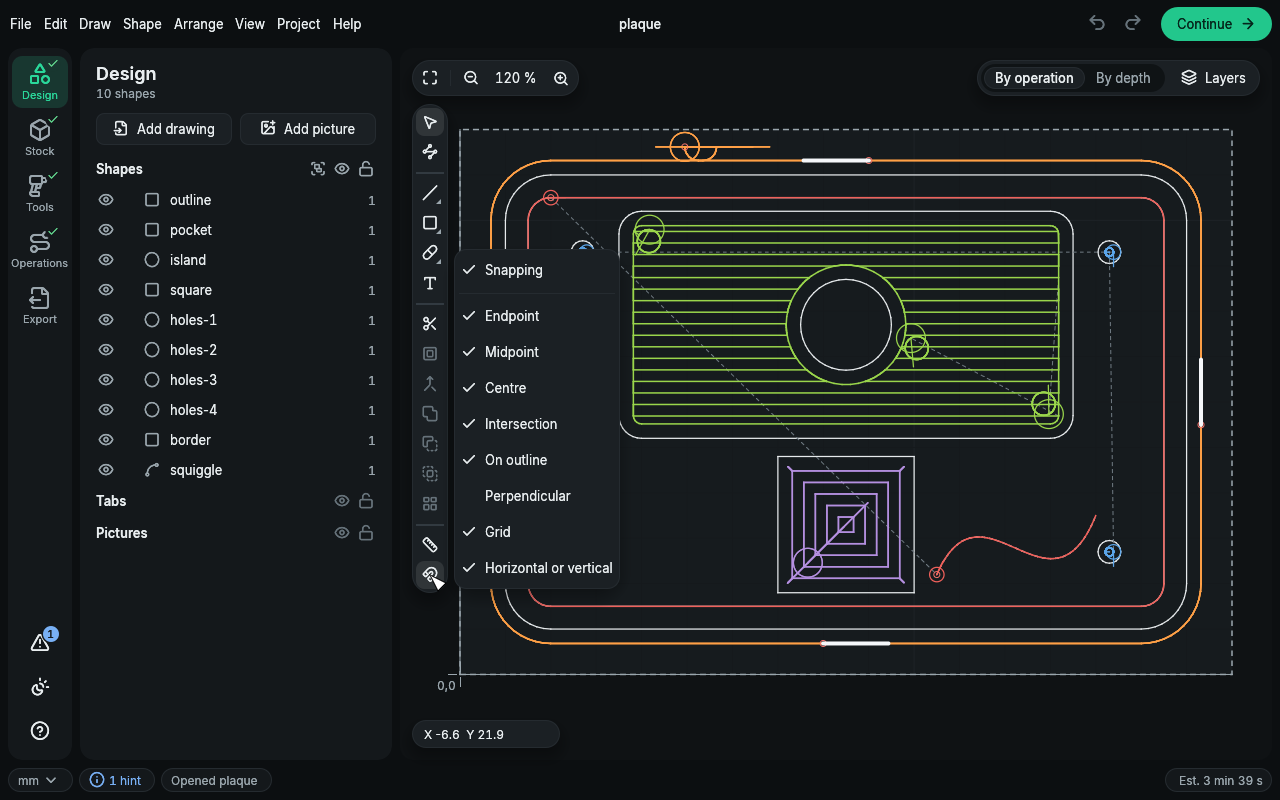 File Edit Draw Shape Arrange View Project Help
plaque
Continue
Design
Stock
Tools
Operations
Export
1
Design
10 shapes
Add drawing
Add picture
Shapes
outline 1
pocket 1
island 1
square 1
holes-1 1
holes-2 1
holes-3 1
holes-4 1
border 1
squiggle 1
Tabs
Pictures
120 %
By operation By depth Layers
T
Snapping
Endpoint
Midpoint
Centre
Intersection
On outline
Perpendicular
Grid
Horizontal or vertical
0,0
X -6.6 Y 21.9
mm
1 hint
Opened plaque
Est. 3 min 39 s